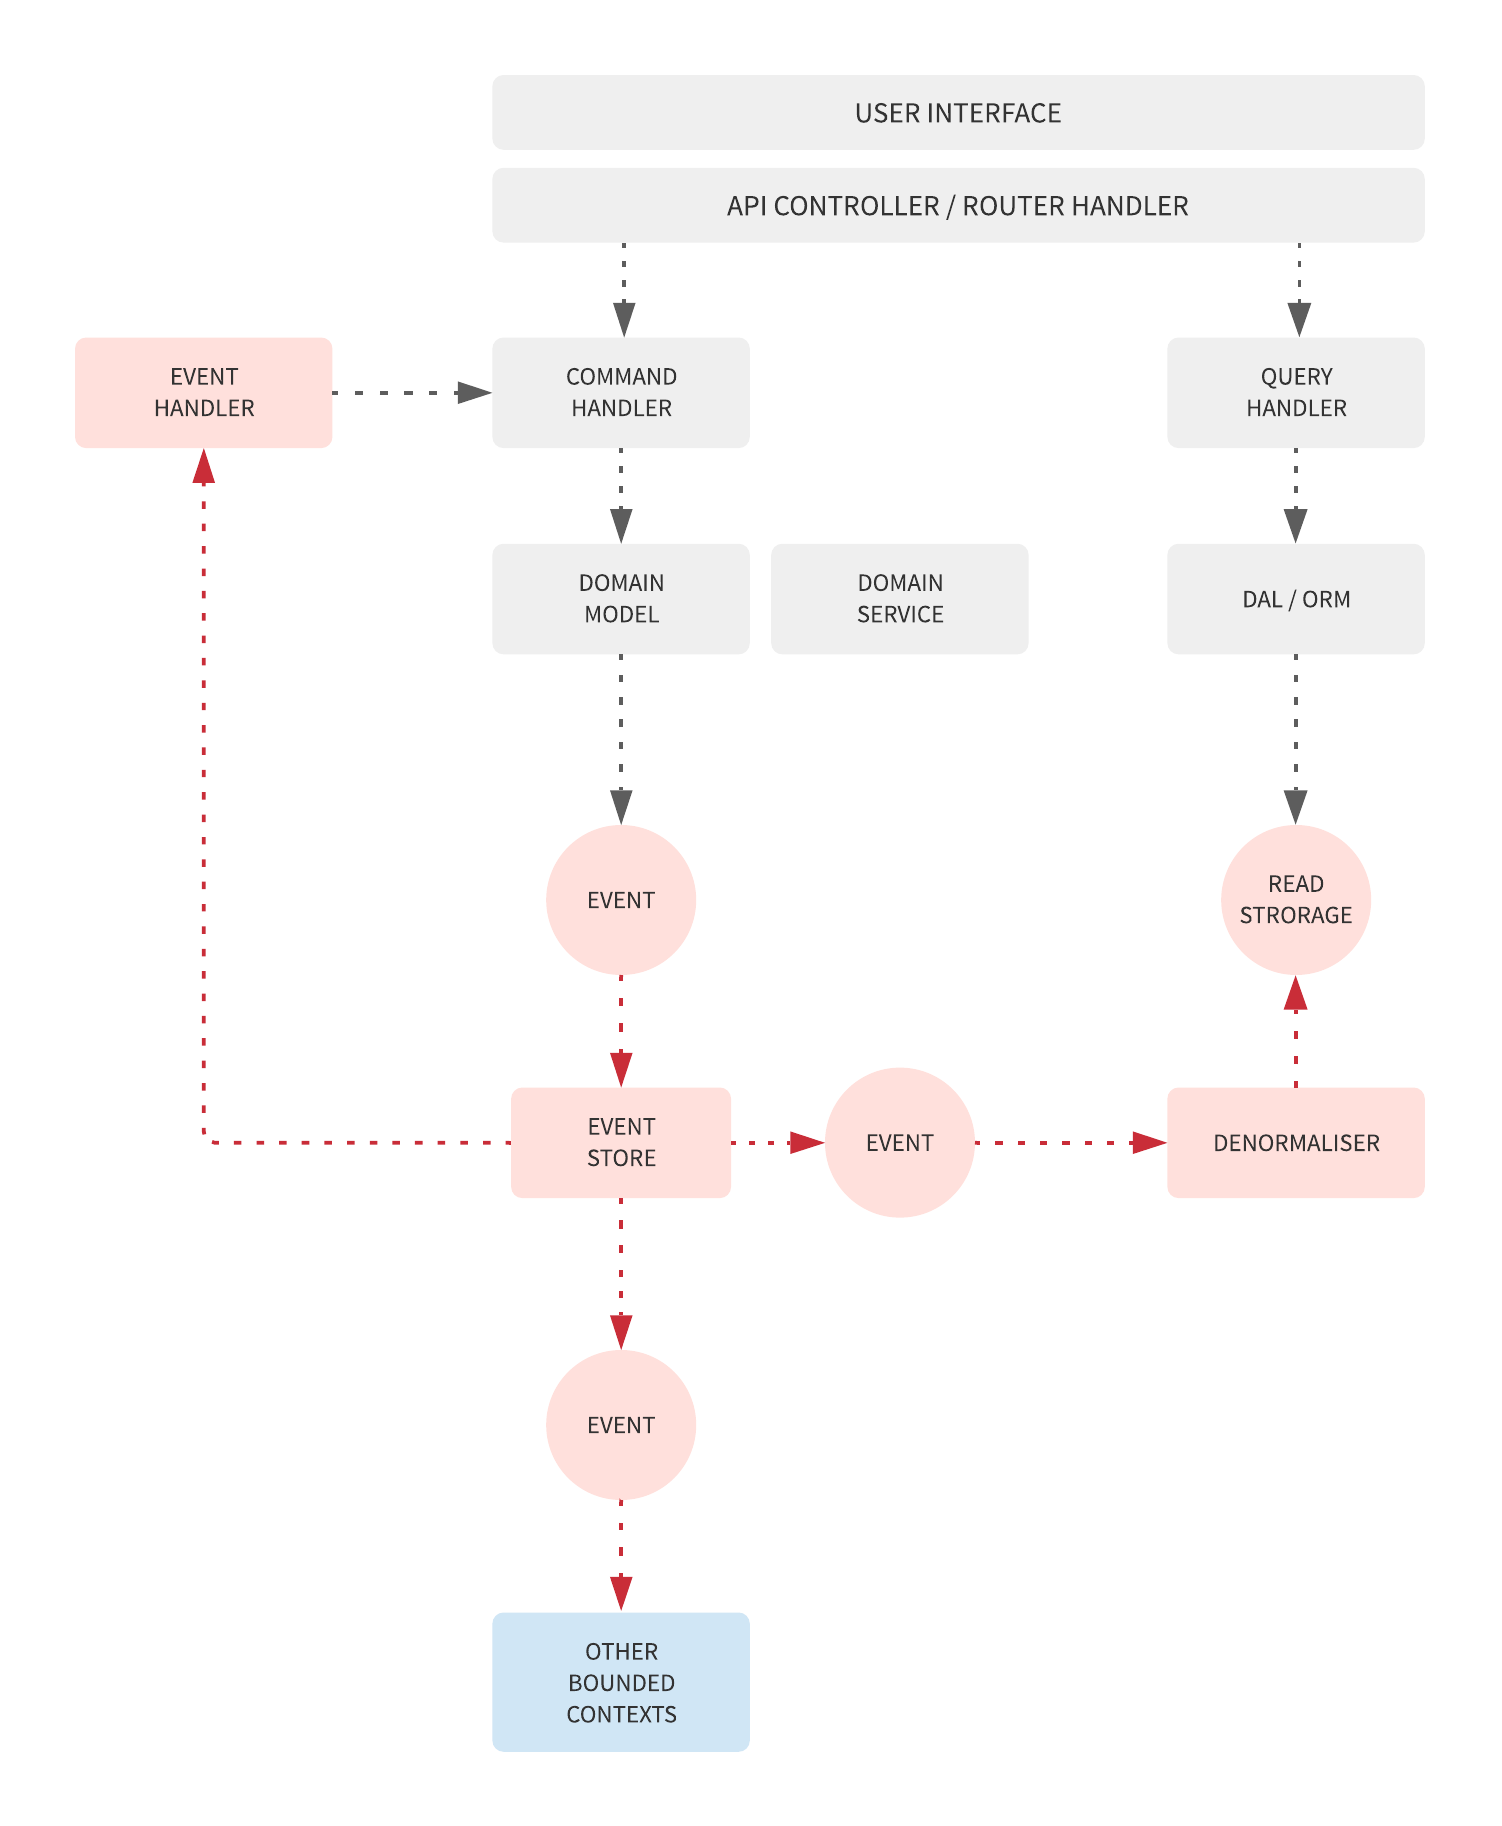 USER INTERFACE
API CONTROLLER / ROUTER HANDLER
EVENT
HANDLER
COMMAND
HANDLER
QUERY
HANDLER
DOMAIN
MODEL
DOMAIN
SERVICE
DAL / ORM
EVENT
READ
STRORAGE
EVENT
STORE
EVENT
DENORMALISER
EVENT
OTHER
BOUNDED
CONTEXTS